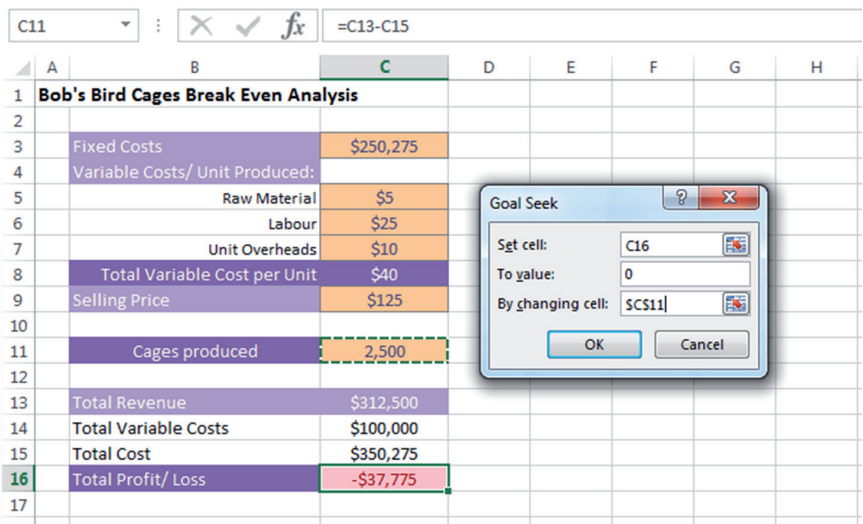 C11 fx =C13-C15
A B C D E F G H
1 Bob's Bird Cages Break Even Analysis
2
3 Fixed Costs $250,275
4 Variable Costs/ Unit Produced:
5 Raw Material $5
6 Labour $25
7 Unit Overheads $10
8 Total Variable Cost per Unit $40
9 Selling Price $125
10
11 Cages produced 2,500
12
13 Total Revenue $312,500
14 Total Variable Costs $100,000
15 Total Cost $350,275
16 Total Profit/ Loss -$37,775
17
Goal Seek ? X
Set cell: C16
To value: 0
By changing cell: $C$11
OK Cancel